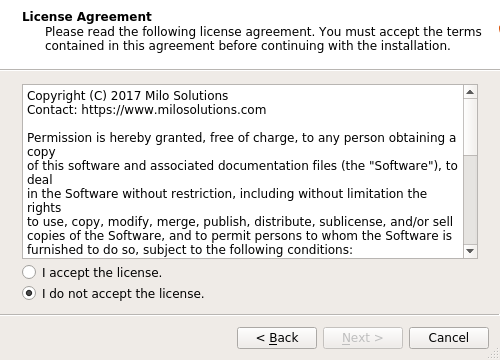 License Agreement
Please read the following license agreement. You must accept the terms
contained in this agreement before continuing with the installation.
Copyright (C) 2017 Milo Solutions
Contact: https://www.milosolutions.com
Permission is hereby granted, free of charge, to any person obtaining a
copy
of this software and associated documentation files (the "Software"), to
deal
in the Software without restriction, including without limitation the
rights
to use, copy, modify, merge, publish, distribute, sublicense, and/or sell
copies of the Software, and to permit persons to whom the Software is
furnished to do so, subject to the following conditions:
I accept the license.
I do not accept the license.
< Back Next > Cancel